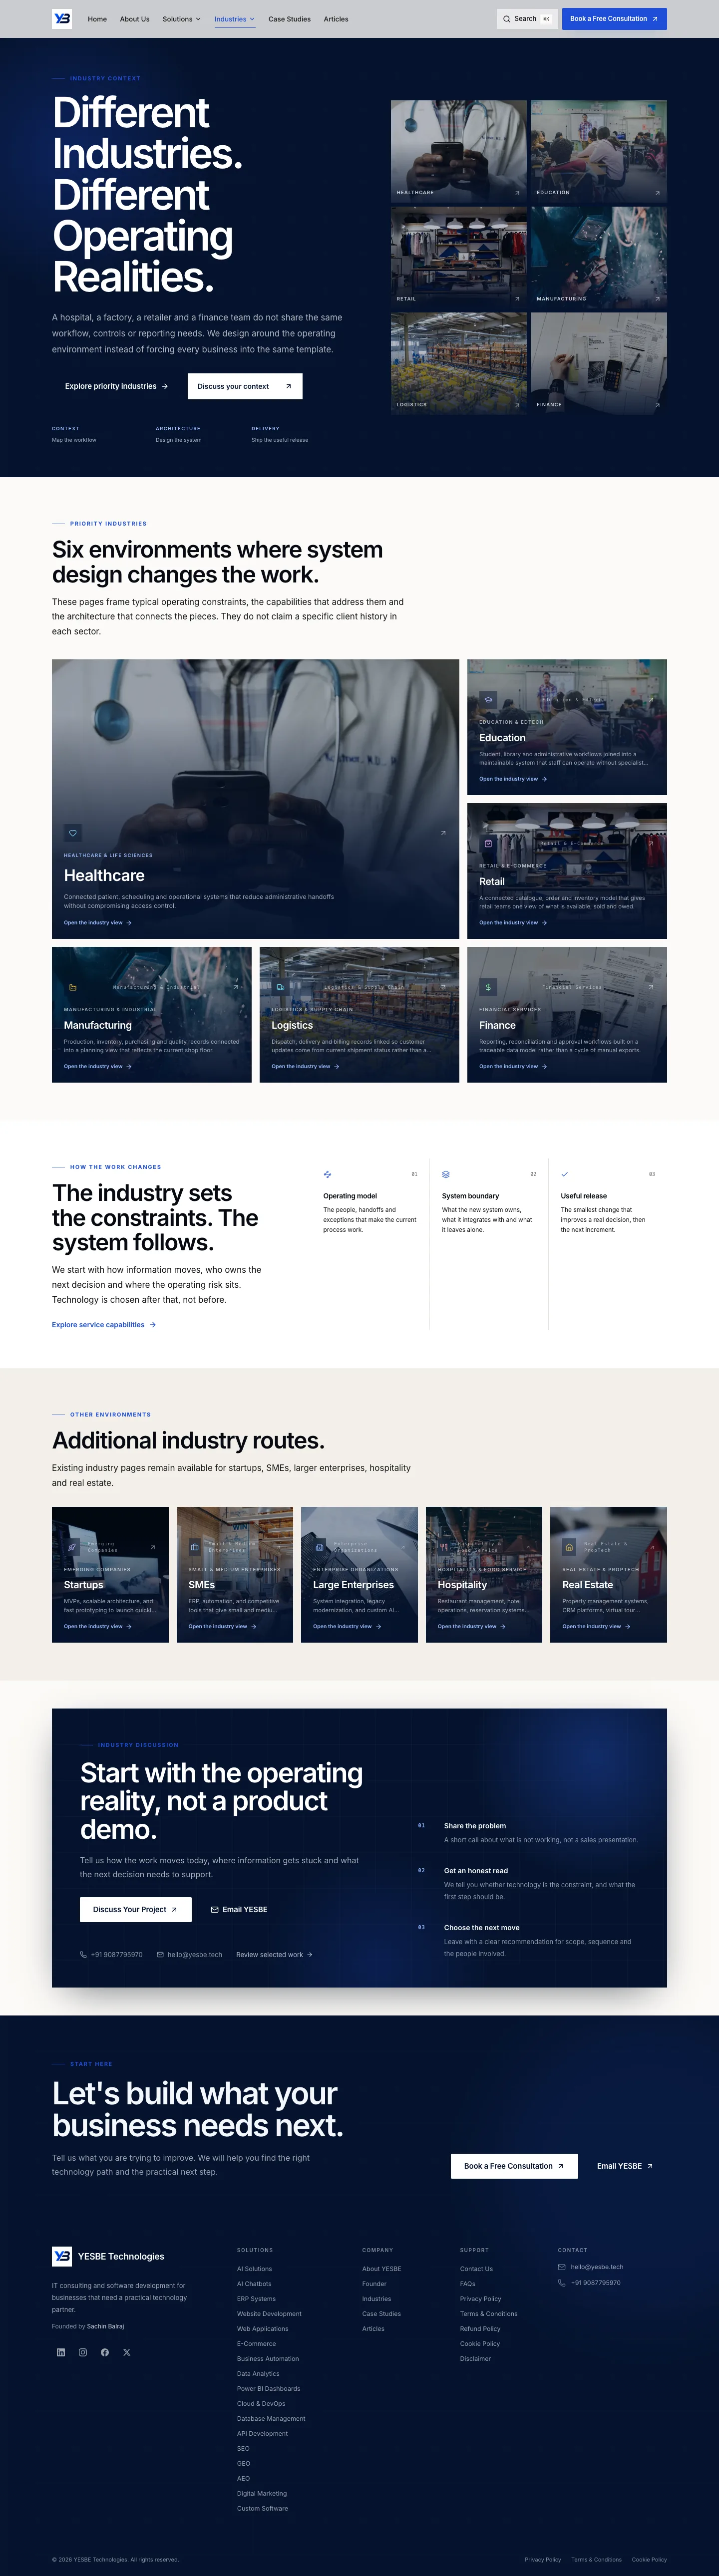 YB
Home
About Us
Solutions
Industries
Case Studies
Articles
Search
⌘K
Book a Free Consultation
INDUSTRY CONTEXT
Different
Industries.
Different
Operating
Realities.
A hospital, a factory, a retailer and a finance team do not share the same
workflow, controls or reporting needs. We design around the operating
environment instead of forcing every business into the same template.
Explore priority industries
Discuss your context
CONTEXT
Map the workflow
ARCHITECTURE
Design the system
DELIVERY
Ship the useful release
HEALTHCARE
EDUCATION
RETAIL
MANUFACTURING
LOGISTICS
FINANCE
PRIORITY INDUSTRIES
Six environments where system
design changes the work.
These pages frame typical operating constraints, the capabilities that address them and
the architecture that connects the pieces. They do not claim a specific client history in
each sector.
HEALTHCARE & LIFE SCIENCES
Healthcare
Connected patient, scheduling and operational systems that reduce administrative handoffs
without compromising access control.
Open the industry view
EDUCATION & EDTECH
Education
Student, library and administrative workflows joined into a
maintainable system that staff can operate without specialist...
Open the industry view
Retail & E-Commerce
RETAIL & E-COMMERCE
Retail
A connected catalogue, order and inventory model that gives
retail teams one view of what is available, sold and owed.
Open the industry view
Manufacturing & Industrial
MANUFACTURING & INDUSTRIAL
Manufacturing
Production, inventory, purchasing and quality records connected
into a planning view that reflects the current shop floor.
Open the industry view
Logistics & Supply Chain
LOGISTICS & SUPPLY CHAIN
Logistics
Dispatch, delivery and billing records linked so customer
updates come from current shipment status rather than a...
Open the industry view
Financial Services
FINANCIAL SERVICES
Finance
Reporting, reconciliation and approval workflows built on a
traceable data model rather than a cycle of manual exports.
Open the industry view
HOW THE WORK CHANGES
The industry sets
the constraints. The
system follows.
We start with how information moves, who owns the
next decision and where the operating risk sits.
Technology is chosen after that, not before.
Explore service capabilities
01
Operating model
The people, handoffs and
exceptions that make the current
process work.
02
System boundary
What the new system owns,
what it integrates with and what
it leaves alone.
03
Useful release
The smallest change that
improves a real decision, then
the next increment.
OTHER ENVIRONMENTS
Additional industry routes.
Existing industry pages remain available for startups, SMEs, larger enterprises, hospitality
and real estate.
Emerging
Companies
EMERGING COMPANIES
Startups
MVPs, scalable architecture, and
fast prototyping to launch quickl...
Open the industry view
Small & Medium
Enterprises
SMALL & MEDIUM ENTERPRISES
SMEs
ERP, automation, and competitive
tools that give small and mediu...
Open the industry view
Enterprise
Organizations
ENTERPRISE ORGANIZATIONS
Large Enterprises
System integration, legacy
modernization, and custom AI...
Open the industry view
HOSPITALITY & FOOD SERVICE
Hospitality
Restaurant management, hotel
operations, reservation systems...
Open the industry view
Real Estate &
PropTech
REAL ESTATE & PROPTECH
Real Estate
Property management systems,
CRM platforms, virtual tour...
Open the industry view
INDUSTRY DISCUSSION
Start with the operating
reality, not a product
demo.
Tell us how the work moves today, where information gets stuck and what
the next decision needs to support.
Discuss Your Project
Email YESBE
+91 9087795970
hello@yesbe.tech
Review selected work
01
Share the problem
A short call about what is not working, not a sales presentation.
02
Get an honest read
We tell you whether technology is the constraint, and what the
first step should be.
03
Choose the next move
Leave with a clear recommendation for scope, sequence and
the people involved.
START HERE
Let's build what your
business needs next.
Tell us what you are trying to improve. We will help you find the right
technology path and the practical next step.
Book a Free Consultation
Email YESBE
YB
YESBE Technologies
IT consulting and software development for
businesses that need a practical technology
partner.
Founded by Sachin Balraj
SOLUTIONS
AI Solutions
AI Chatbots
ERP Systems
Website Development
Web Applications
E-Commerce
Business Automation
Data Analytics
Power BI Dashboards
Cloud & DevOps
Database Management
API Development
SEO
GEO
AEO
Digital Marketing
Custom Software
COMPANY
About YESBE
Founder
Industries
Case Studies
Articles
SUPPORT
Contact Us
FAQs
Privacy Policy
Terms & Conditions
Refund Policy
Cookie Policy
Disclaimer
CONTACT
hello@yesbe.tech
+91 9087795970
© 2026 YESBE Technologies. All rights reserved.
Privacy Policy
Terms & Conditions
Cookie Policy